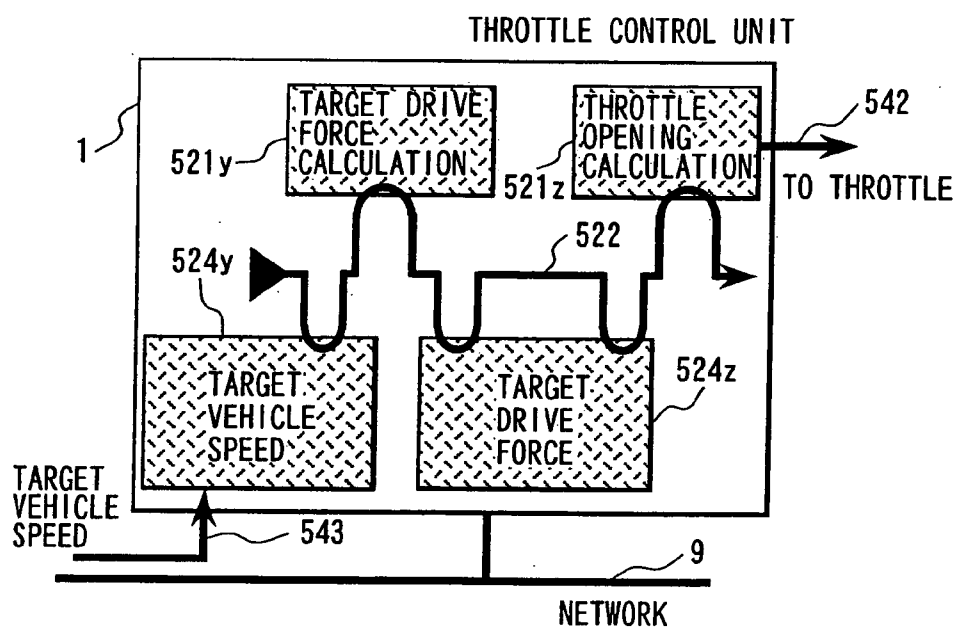 THROTTLE CONTROL UNIT
1
TARGET DRIVE
FORCE
CALCULATION
521y
THROTTLE
OPENING
CALCULATION
521z
542
TO THROTTLE
522
524y
TARGET
VEHICLE
SPEED
TARGET
DRIVE
FORCE
524z
TARGET
VEHICLE
SPEED
543
9
NETWORK